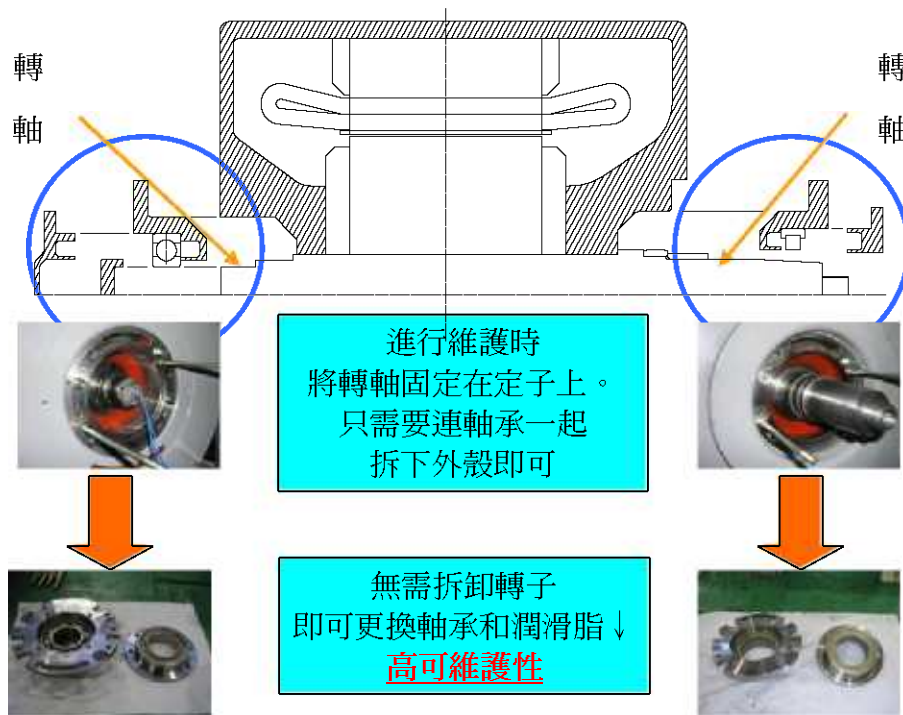 轉
軸
轉
軸
進行維護時
將轉軸固定在定子上。
只需要連軸承一起
拆下外殼即可
無需拆卸轉子
即可更換軸承和潤滑脂↓
高可維護性